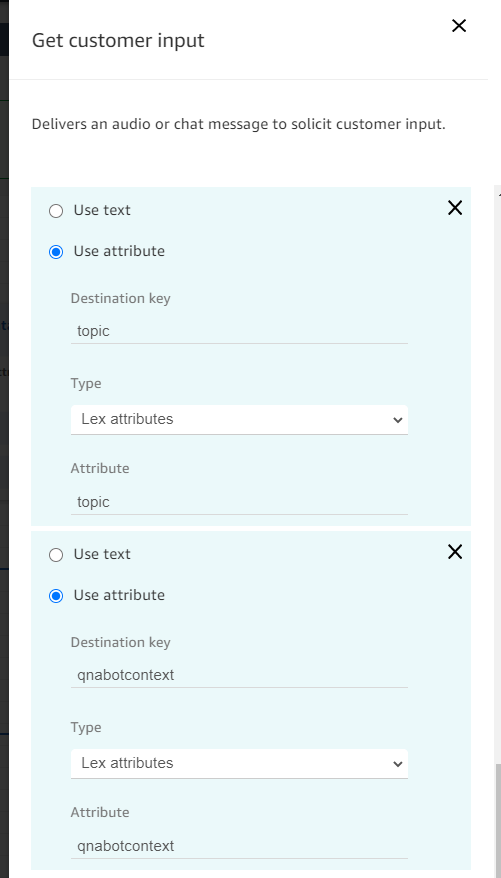 Get customer input
Delivers an audio or chat message to solicit customer input.
Use text
Use attribute
Destination key
topic
Type
Lex attributes
Attribute
topic
Use text
Use attribute
Destination key
qnabotcontext
Type
Lex attributes
Attribute
qnabotcontext